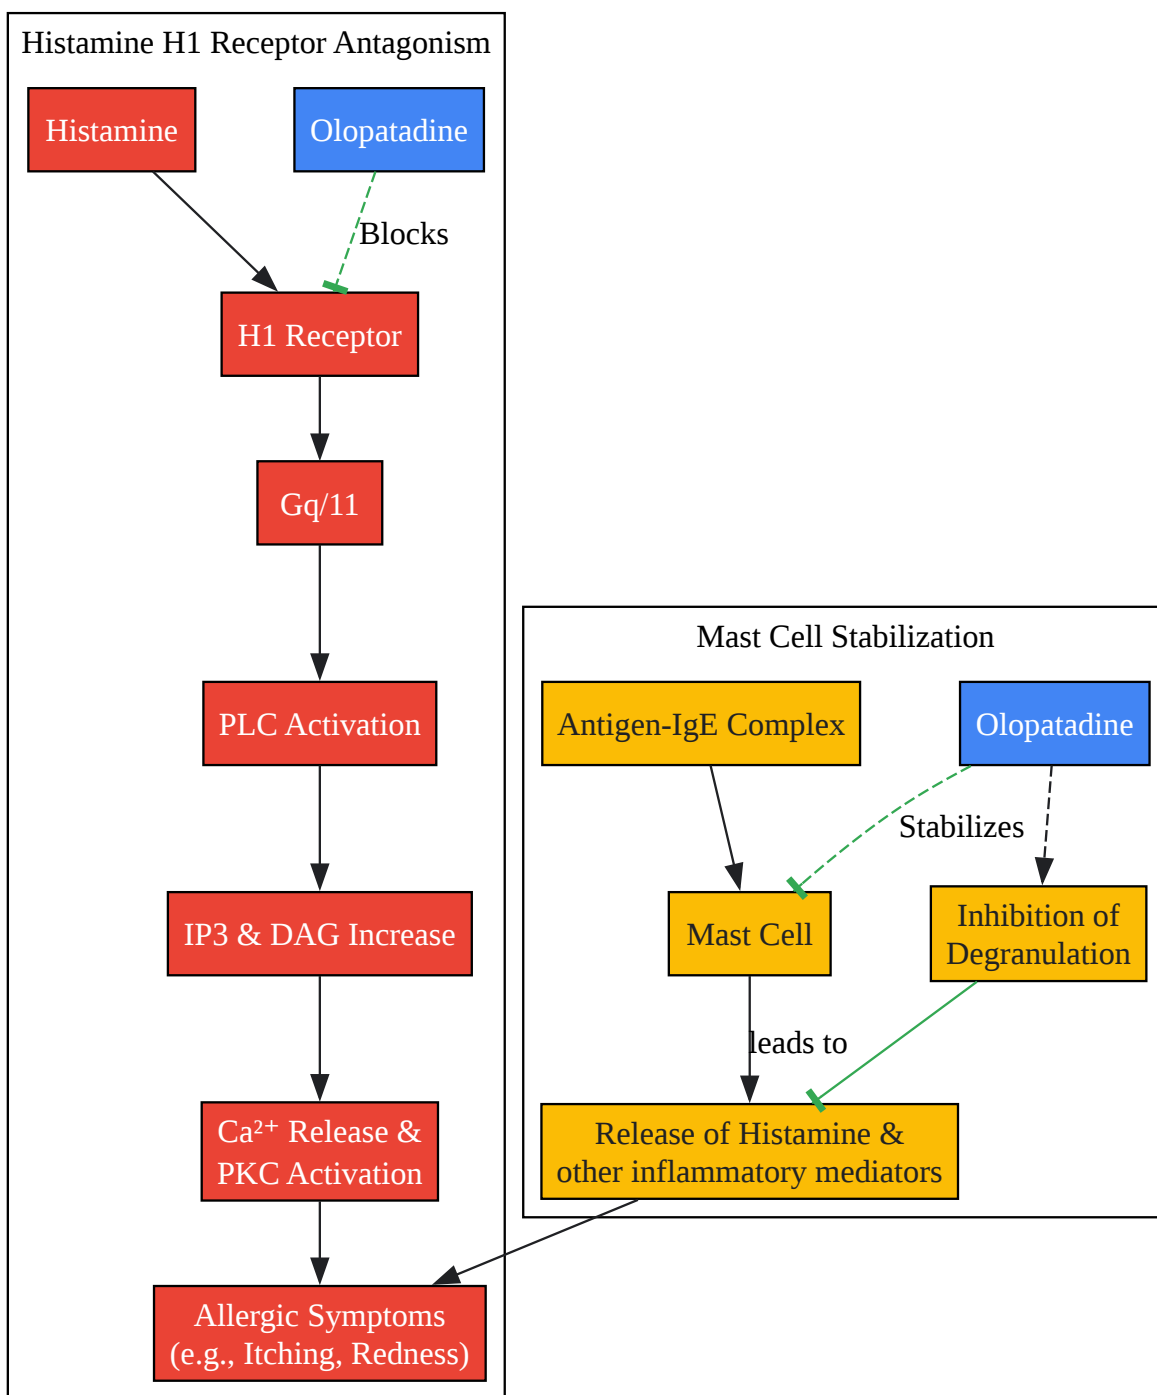 Histamine H1 Receptor Antagonism
Histamine
Olopatadine
Blocks
H1 Receptor
Gq/11
PLC Activation
IP3 & DAG Increase
Ca²⁺ Release &
PKC Activation
Allergic Symptoms
(e.g., Itching, Redness)
Mast Cell Stabilization
Antigen-IgE Complex
Olopatadine
Stabilizes
Mast Cell
Inhibition of
Degranulation
leads to
Release of Histamine &
other inflammatory mediators